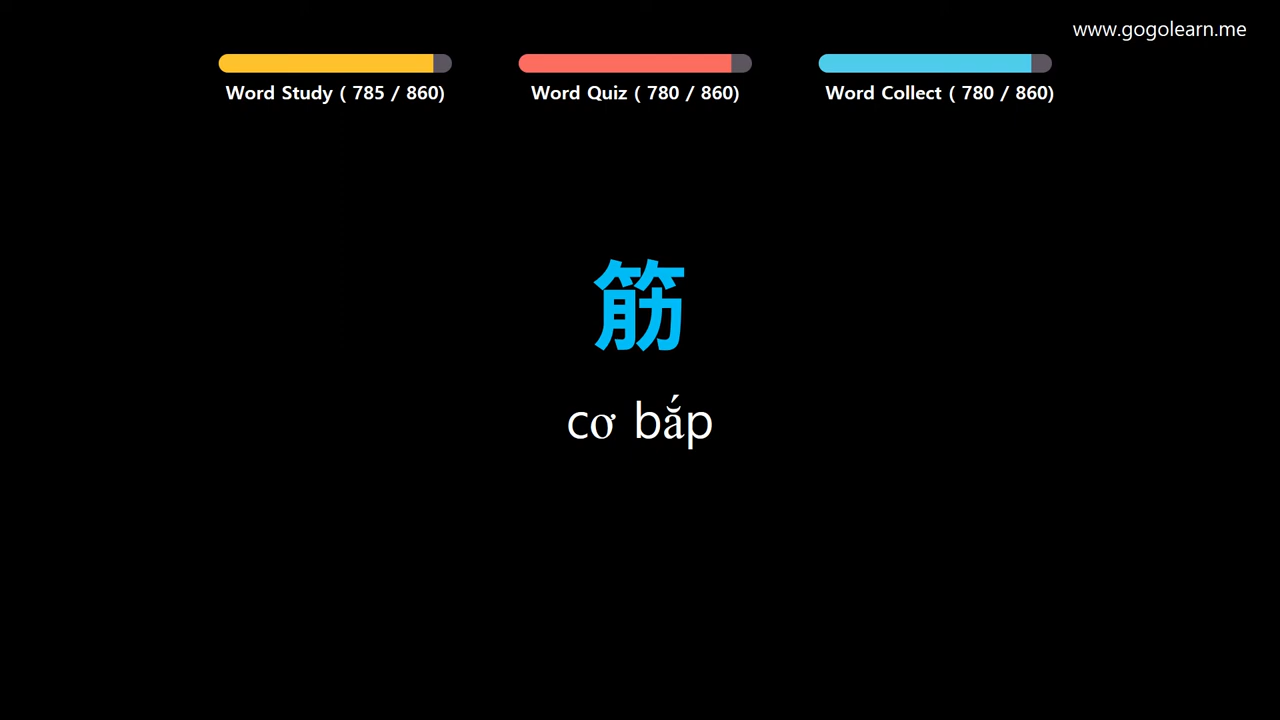 www.gogolearn.me
Word Study ( 785 / 860)
Word Quiz ( 780 / 860)
Word Collect ( 780 / 860)
筋
cơ bắp